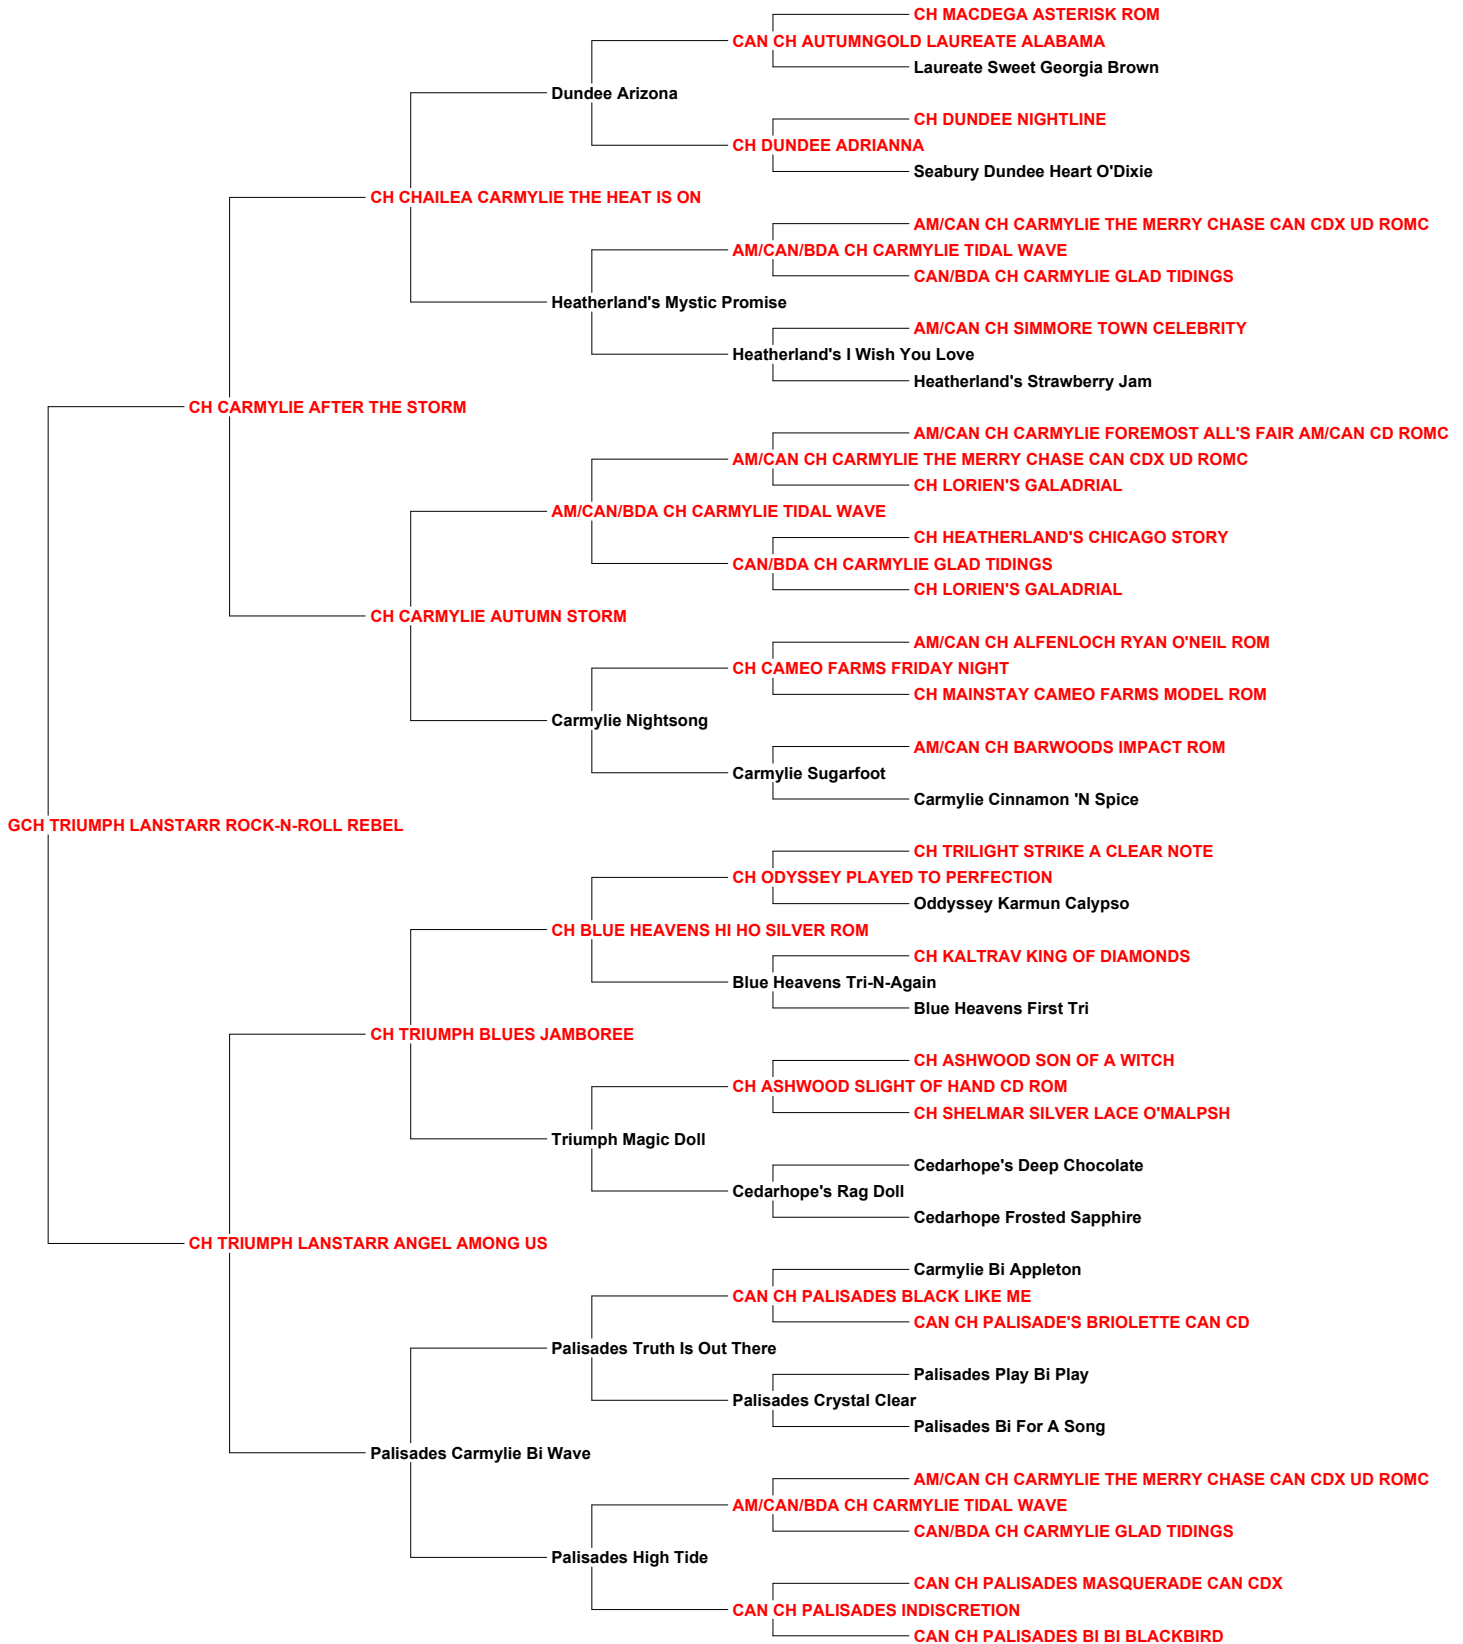 CH MACDEGA ASTERISK ROM
CAN CH AUTUMNGOLD LAUREATE ALABAMA
Laureate Sweet Georgia Brown
Dundee Arizona
CH DUNDEE NIGHTLINE
CH DUNDEE ADRIANNA
Seabury Dundee Heart O'Dixie
CH CHAILEA CARMYLIE THE HEAT IS ON
AM/CAN CH CARMYLIE THE MERRY CHASE CAN CDX UD ROMC
AM/CAN/BDA CH CARMYLIE TIDAL WAVE
CAN/BDA CH CARMYLIE GLAD TIDINGS
Heatherland's Mystic Promise
AM/CAN CH SIMMORE TOWN CELEBRITY
Heatherland's I Wish You Love
Heatherland's Strawberry Jam
CH CARMYLIE AFTER THE STORM
AM/CAN CH CARMYLIE FOREMOST ALL'S FAIR AM/CAN CD ROMC
AM/CAN CH CARMYLIE THE MERRY CHASE CAN CDX UD ROMC
CH LORIEN'S GALADRIAL
AM/CAN/BDA CH CARMYLIE TIDAL WAVE
CH HEATHERLAND'S CHICAGO STORY
CAN/BDA CH CARMYLIE GLAD TIDINGS
CH LORIEN'S GALADRIAL
CH CARMYLIE AUTUMN STORM
AM/CAN CH ALFENLOCH RYAN O'NEIL ROM
CH CAMEO FARMS FRIDAY NIGHT
CH MAINSTAY CAMEO FARMS MODEL ROM
Carmylie Nightsong
AM/CAN CH BARWOODS IMPACT ROM
Carmylie Sugarfoot
Carmylie Cinnamon 'N Spice
GCH TRIUMPH LANSTARR ROCK-N-ROLL REBEL
CH TRILIGHT STRIKE A CLEAR NOTE
CH ODYSSEY PLAYED TO PERFECTION
Oddyssey Karmun Calypso
CH BLUE HEAVENS HI HO SILVER ROM
CH KALTRAV KING OF DIAMONDS
Blue Heavens Tri-N-Again
Blue Heavens First Tri
CH TRIUMPH BLUES JAMBOREE
CH ASHWOOD SON OF A WITCH
CH ASHWOOD SLIGHT OF HAND CD ROM
CH SHELMAR SILVER LACE O'MALPSH
Triumph Magic Doll
Cedarhope's Deep Chocolate
Cedarhope's Rag Doll
Cedarhope Frosted Sapphire
CH TRIUMPH LANSTARR ANGEL AMONG US
Carmylie Bi Appleton
CAN CH PALISADES BLACK LIKE ME
CAN CH PALISADE'S BRIOLETTE CAN CD
Palisades Truth Is Out There
Palisades Play Bi Play
Palisades Crystal Clear
Palisades Bi For A Song
Palisades Carmylie Bi Wave
AM/CAN CH CARMYLIE THE MERRY CHASE CAN CDX UD ROMC
AM/CAN/BDA CH CARMYLIE TIDAL WAVE
CAN/BDA CH CARMYLIE GLAD TIDINGS
Palisades High Tide
CAN CH PALISADES MASQUERADE CAN CDX
CAN CH PALISADES INDISCRETION
CAN CH PALISADES BI BI BLACKBIRD